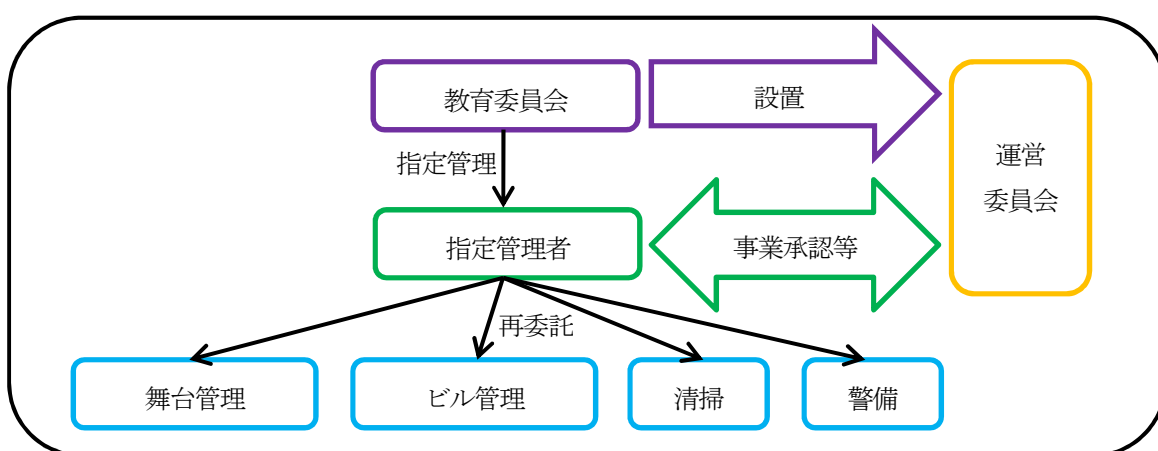 教育委員会
設置
運営
委員会
指定管理
指定管理者
事業承認等
再委託
舞台管理
ビル管理
清掃
警備